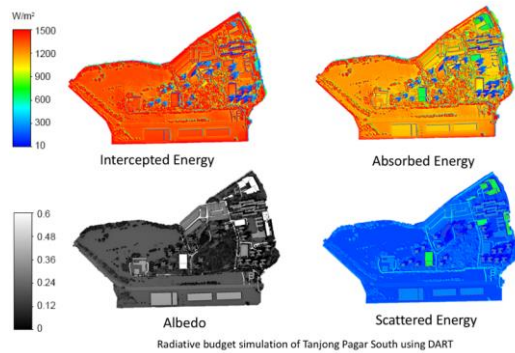 W/m²
1500
1200
900
600
300
10
Intercepted Energy
Absorbed Energy
0.6
0.48
0.36
0.24
0.12
0
Albedo
Scattered Energy
Radiative budget simulation of Tanjong Pagar South using DART